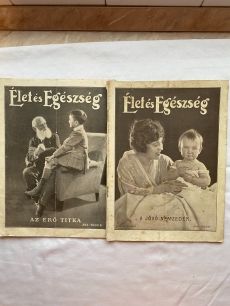 Élet és Egészség
AZ ERŐ TITKA
Élet és Egészség
A JÖVŐ NEMZEDÉK